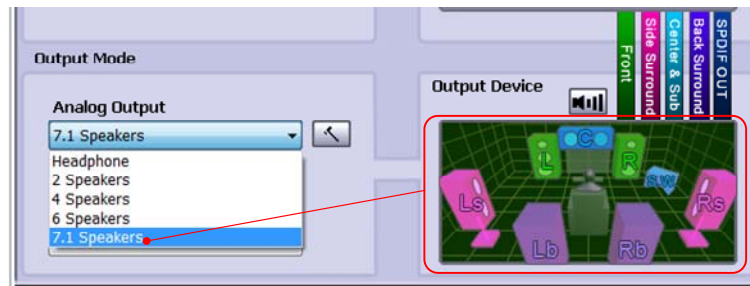 Output Mode
Analog Output
7.1 Speakers
Headphone
2 Speakers
4 Speakers
6 Speakers
7.1 Speakers
Output Device
Front
Side Surround
Center & Sub
Back Surround
SPDIF OUT
L
C
R
S.W
Ls
Rs
Lb
Rb